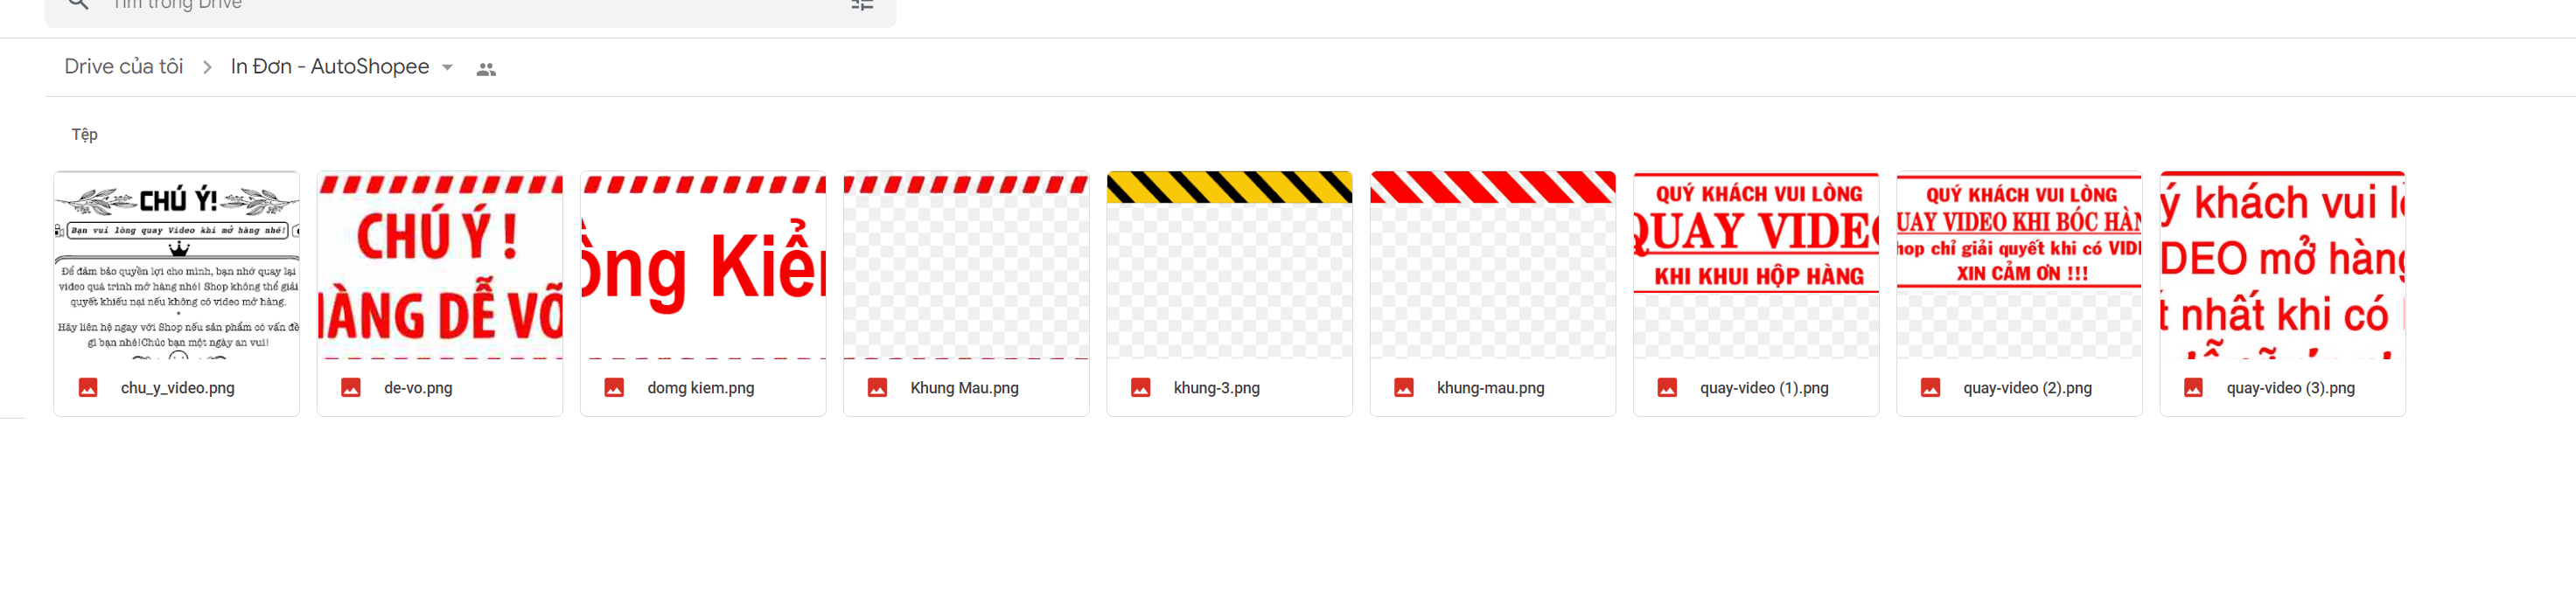 Tìm trong Drive
Drive của tôi
In Đơn - AutoShopee
Tệp
CHÚ Ý!
Bạn vui lòng quay Video khi mở hàng nhé!
Để đảm bảo quyền lợi cho mình, bạn nhớ quay lại
video quá trình mở hàng nhé! Shop không thể giải
quyết khiếu nại nếu không có video mở hàng.
Hãy liên hệ ngay với Shop nếu sản phẩm có vấn đề
gì bạn nhé!Chúc bạn một ngày an vui!
chu_y_video.png
CHÚ Ý!
HÀNG DỄ VỠ
de-vo.png
ồng Kiể
domg kiem.png
Khung Mau.png
khung-3.png
khung-mau.png
QUÝ KHÁCH VUI LÒNG
QUAY VIDEO
KHI KHUI HỘP HÀNG
quay-video (1).png
QUÝ KHÁCH VUI LÒNG
QUAY VIDEO KHI BÓC HÀN
hop chỉ giải quyết khi có VID
XIN CẢM ƠN !!!
quay-video (2).png
ý khách vui l
DEO mở hàng
t nhất khi có
quay-video (3).png